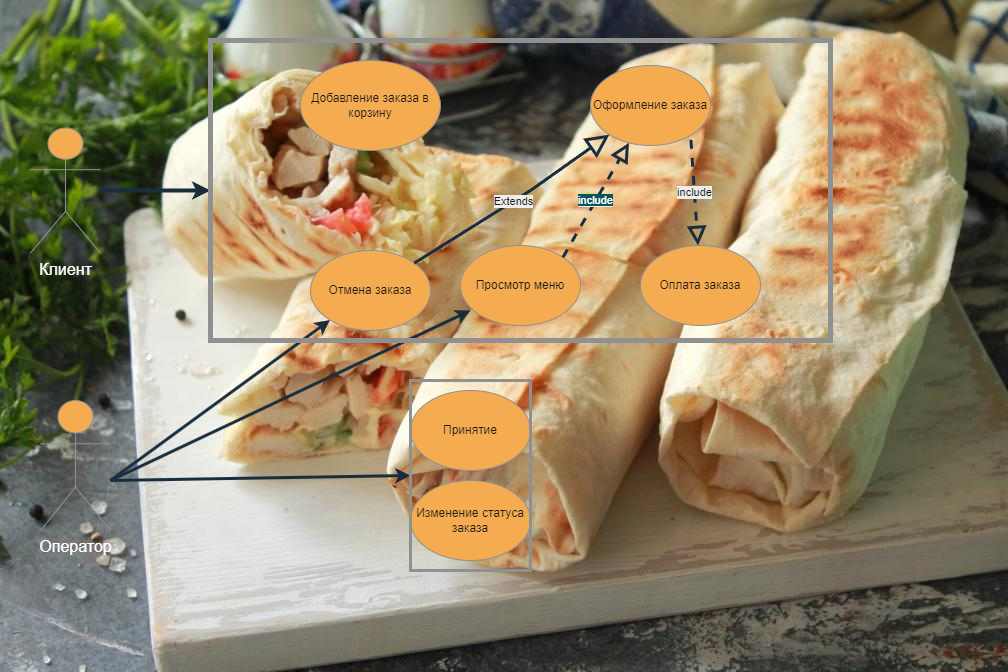 Добавление заказа в
корзину
Оформление заказа
Extends
include
include
Клиент
Отмена заказа
Просмотр меню
Оплата заказа
Принятие
Изменение статуса
заказа
Оператор